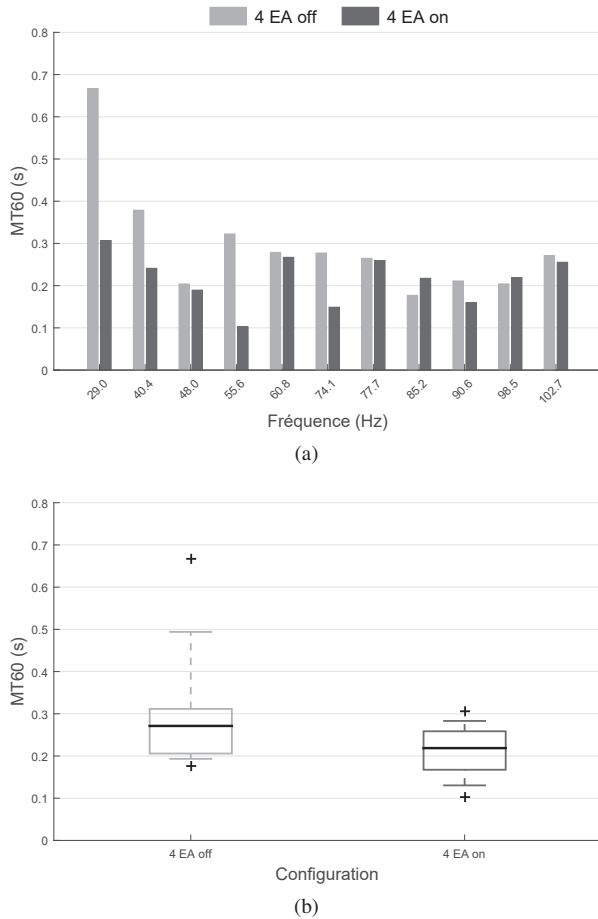 4 EA off 4 EA on
0.8
0.7
0.6
0.5
0.4
0.3
0.2
0.1
0
MT60 (s)
29.0 40.4 48.0 55.6 60.8 74.1 77.7 85.2 90.6 98.5 102.7
Fréquence (Hz)
(a)
0.8
0.7
0.6
0.5
0.4
0.3
0.2
0.1
0
MT60 (s)
4 EA off 4 EA on
Configuration
(b)